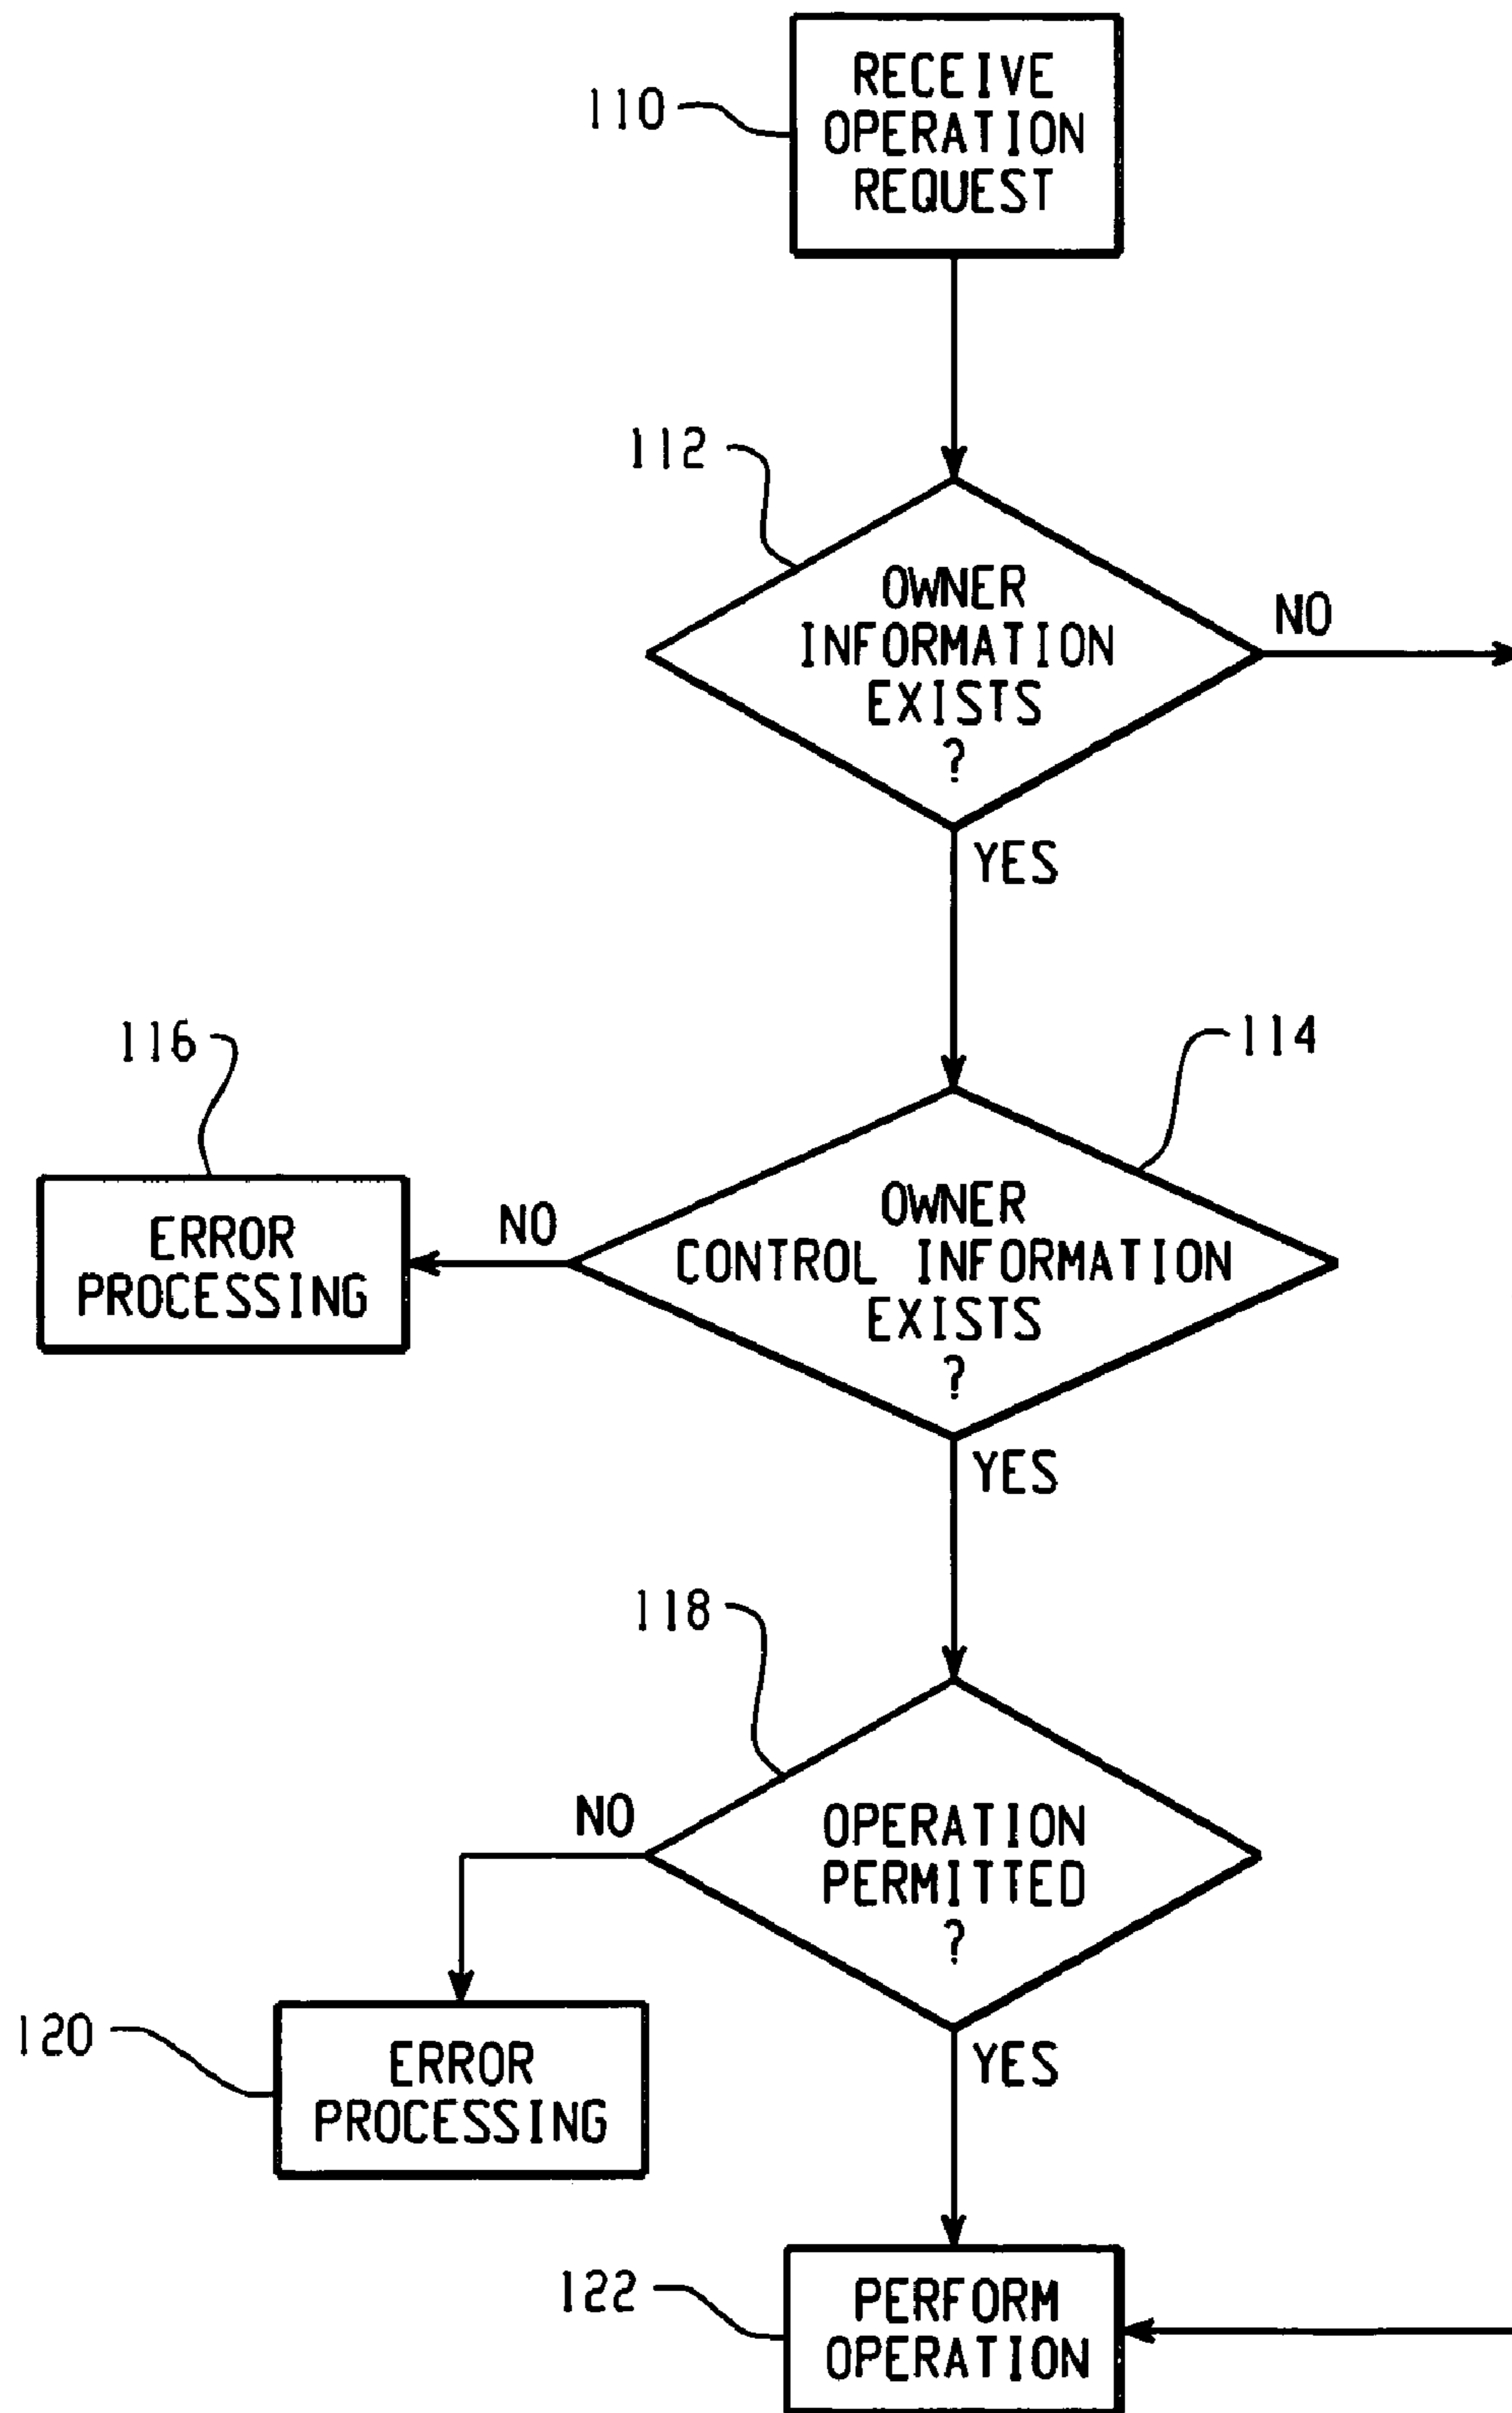 110
RECEIVE
OPERATION
REQUEST
112
OWNER
INFORMATION
EXISTS
?
NO
YES
116
114
ERROR
PROCESSING
NO
OWNER
CONTROL INFORMATION
EXISTS
?
YES
118
NO
OPERATION
PERMITTED
?
120
ERROR
PROCESSING
YES
122
PERFORM
OPERATION